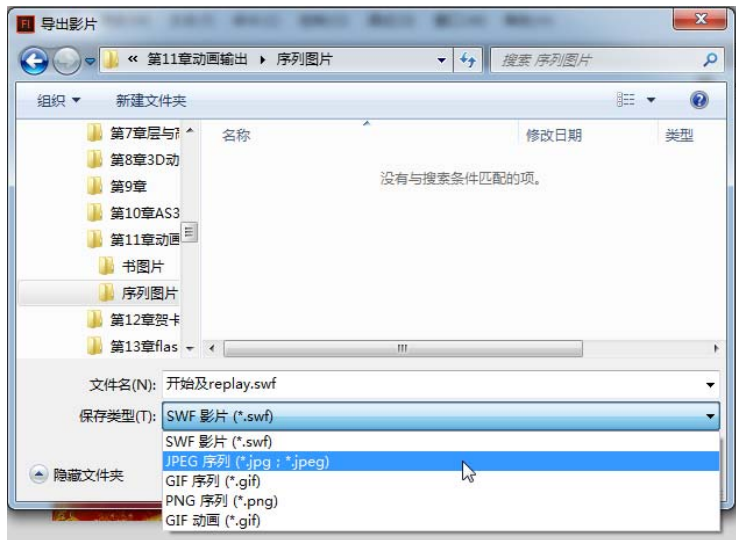 Fl 导出影片
« 第11章动画输出 序列图片
搜索 序列图片
组织 新建文件夹
名称 修改日期 类型
第7章层与
第8章3D动
第9章
第10章AS3
第11章动画
书图片
序列图片
第12章贺卡
第13章flas
没有与搜索条件匹配的项。
文件名(N): 开始及replay.swf
保存类型(T): SWF 影片 (*.swf)
SWF 影片 (*.swf)
JPEG 序列 (*.jpg ; *.jpeg)
GIF 序列 (*.gif)
PNG 序列 (*.png)
GIF 动画 (*.gif)
隐藏文件夹